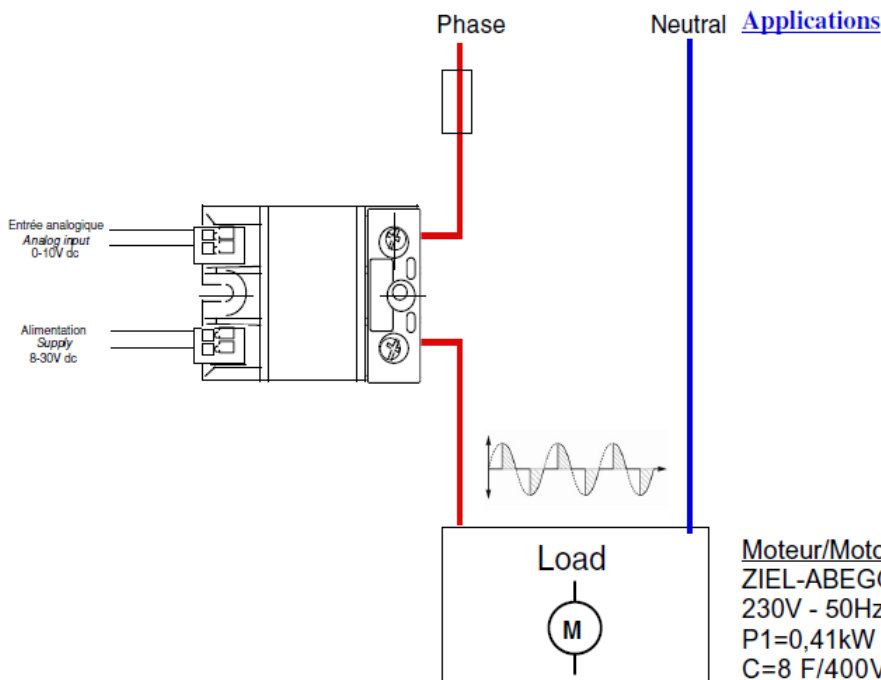 Phase
Neutral
Applications
Entrée analogique
Analog input
0-10V dc
Alimentation
Supply
8-30V dc
Load
M
Moteur/Moto
ZIEL-ABEG
230V - 50Hz
P1=0,41kW
C=8 F/400V